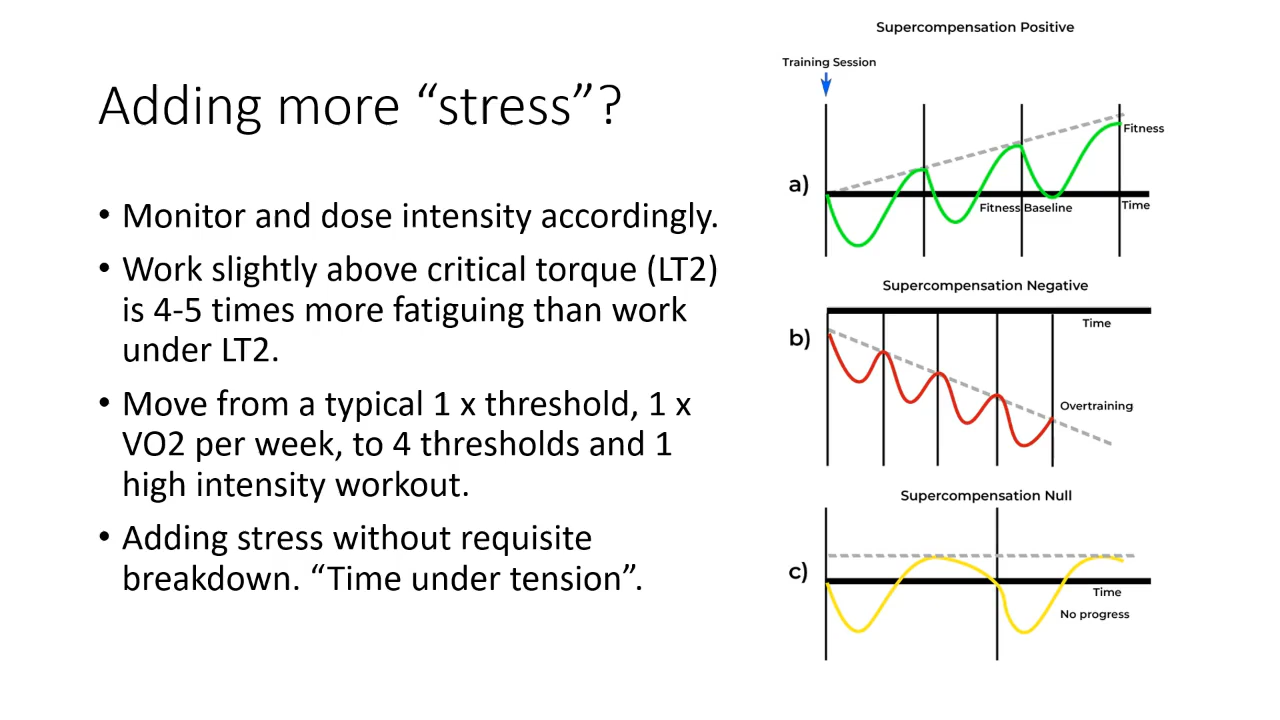 Adding more “stress”?
• Monitor and dose intensity accordingly.
• Work slightly above critical torque (LT2)
is 4-5 times more fatiguing than work
under LT2.
• Move from a typical 1 x threshold, 1 x
VO2 per week, to 4 thresholds and 1
high intensity workout.
• Adding stress without requisite
breakdown. “Time under tension”.
Supercompensation Positive
Training Session
Fitness
a)
Fitness Baseline
Time
Supercompensation Negative
Time
b)
Overtraining
Supercompensation Null
c)
Time
No progress